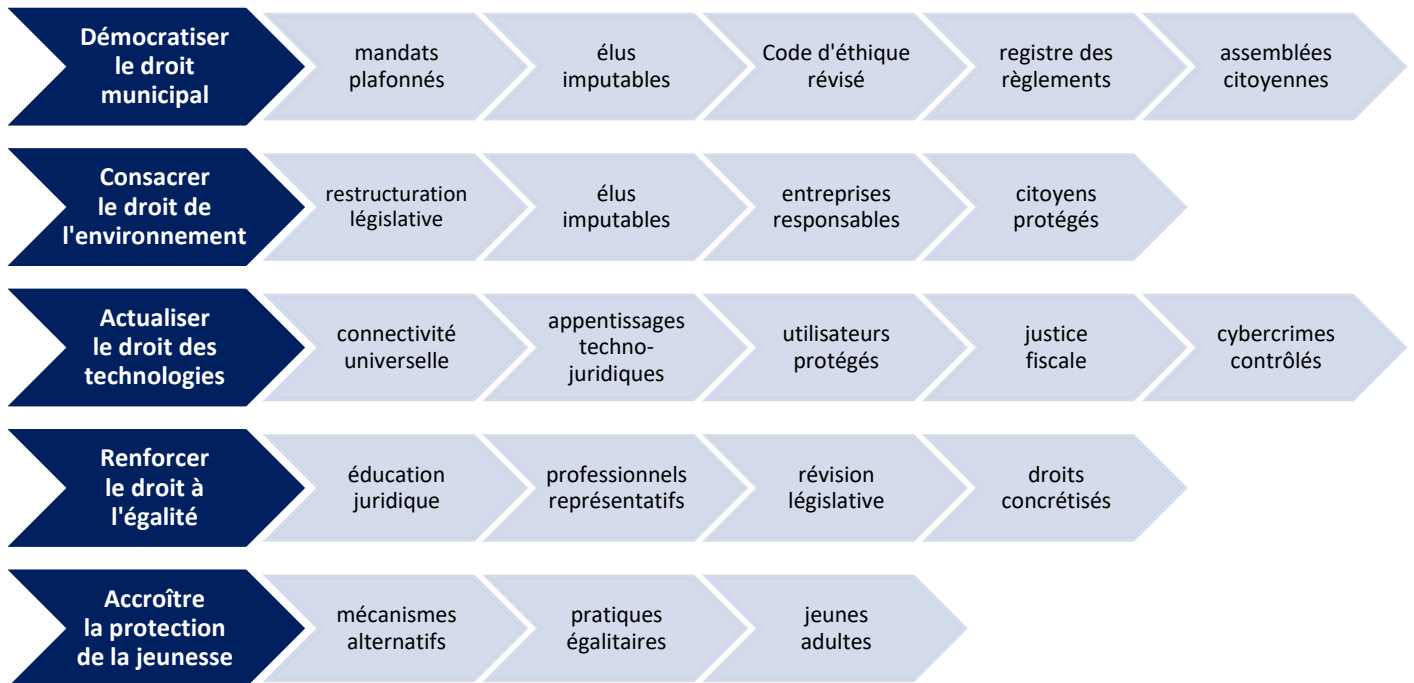 Démocratiser
le droit
municipal
mandats
plafonnés
élus
imputables
Code d'éthique
révisé
registre des
règlements
assemblées
citoyennes
Consacrer
le droit de
l'environnement
restructuration
législative
élus
imputables
entreprises
responsables
citoyens
protégés
Actualiser
le droit des
technologies
connectivité
universelle
appentissages
techno-
juridiques
utilisateurs
protégés
justice
fiscale
cybercrimes
contrôlés
Renforcer
le droit à
l'égalité
éducation
juridique
professionnels
représentatifs
révision
législative
droits
concrétisés
Accroître
la protection
de la jeunesse
mécanismes
alternatifs
pratiques
égalitaires
jeunes
adultes